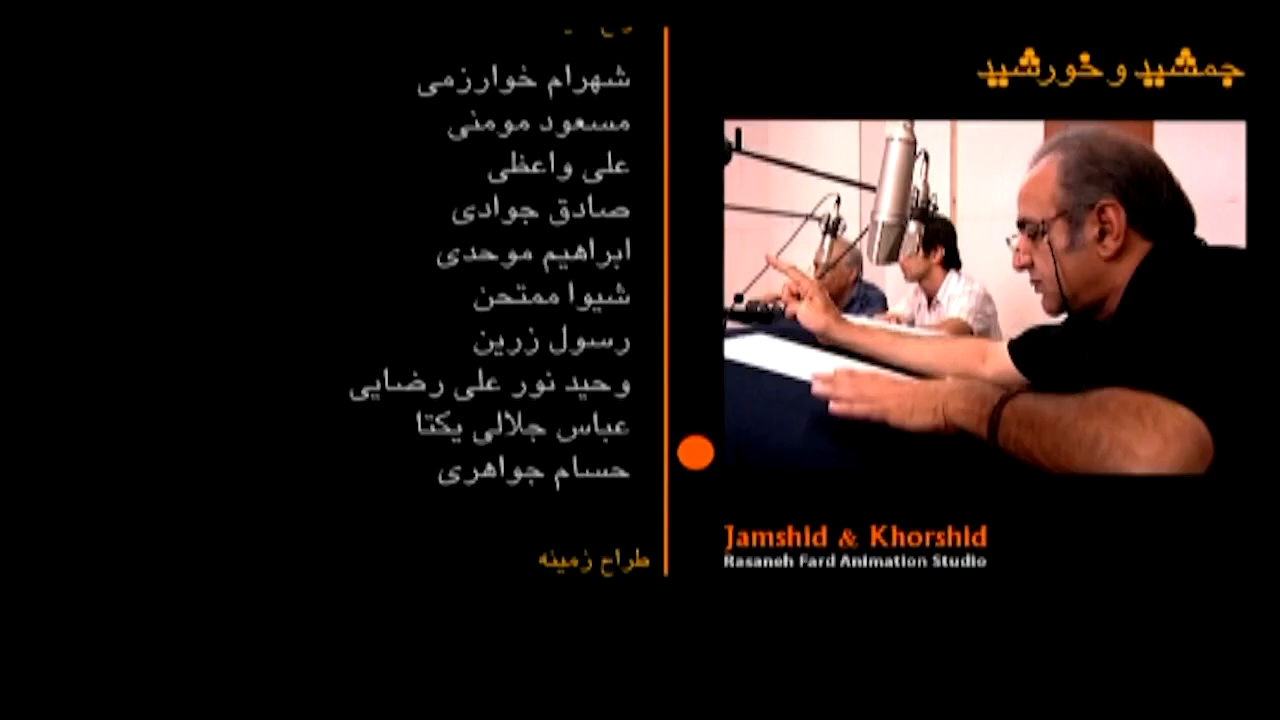 جمشید و خورشید
شهرام خوارزمی
مسعود مومنی
علی واعظی
صادق جوادی
ابراهیم موحدی
شیوا ممتحن
رسول زرین
وحید نور علی رضایی
عباس جلالی یکتا
حسام جواهری
طراح زمینه
Jamshid & Khorshid
Rasaneh Fard Animation Studio